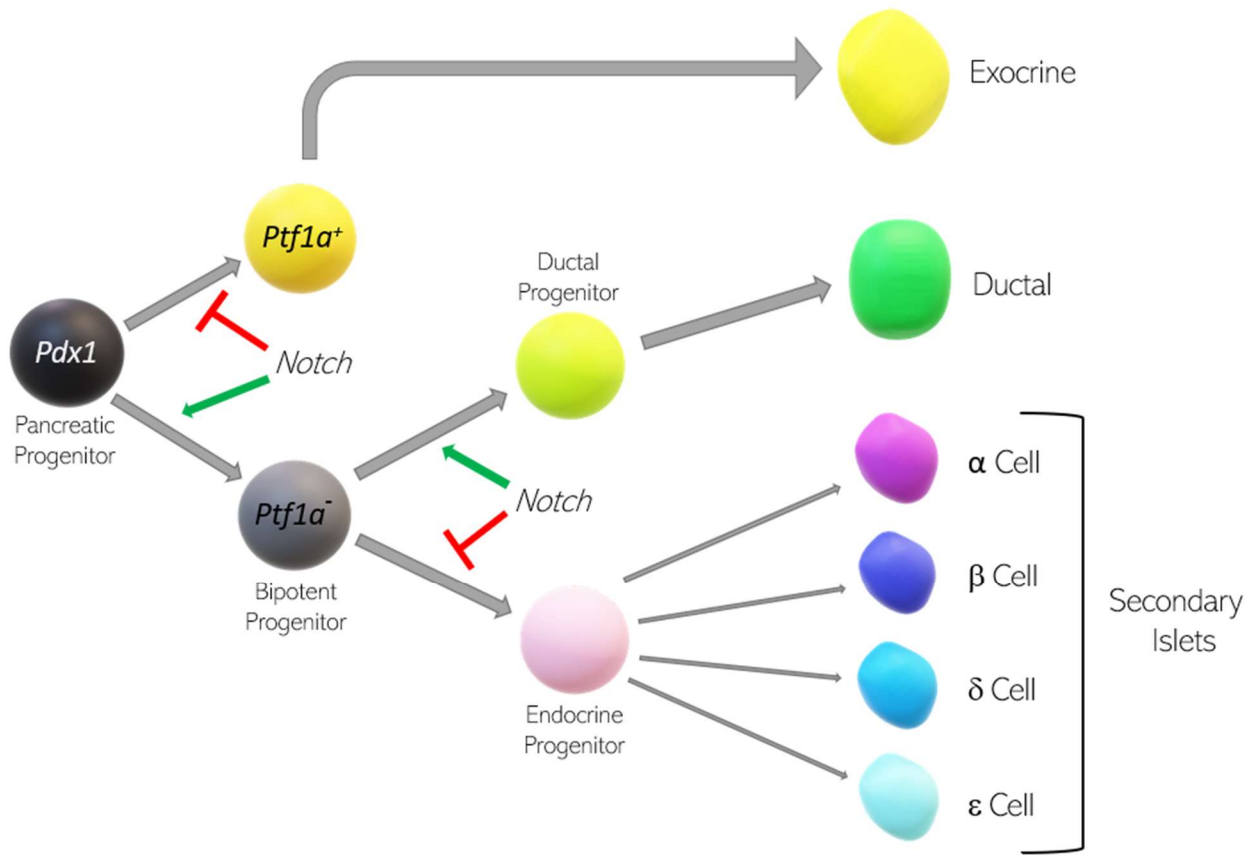 Exocrine
Ptf1a⁺
Ductal
Progenitor
Ductal
Pdx1
Notch
Pancreatic
Progenitor
α Cell
Ptf1a⁻
Notch
β Cell
Bipotent
Progenitor
Secondary
Islets
δ Cell
Endocrine
Progenitor
ε Cell